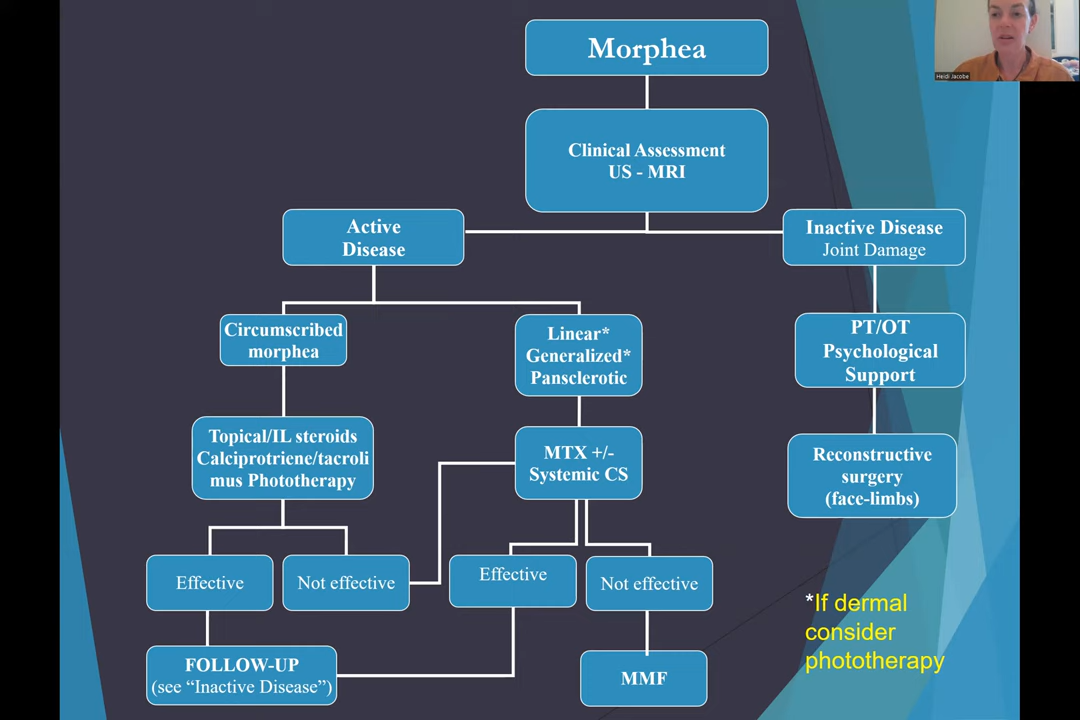 Morphea
Heidi Jacobe
Clinical Assessment
US - MRI
Active
Disease
Inactive Disease
Joint Damage
Circumscribed
morphea
Linear*
Generalized*
Pansclerotic
PT/OT
Psychological
Support
Topical/IL steroids
Calciprotriene/tacroli
mus Phototherapy
MTX +/-
Systemic CS
Reconstructive
surgery
(face-limbs)
Effective
Not effective
Effective
Not effective
*If dermal
consider
phototherapy
FOLLOW-UP
(see “Inactive Disease”)
MMF